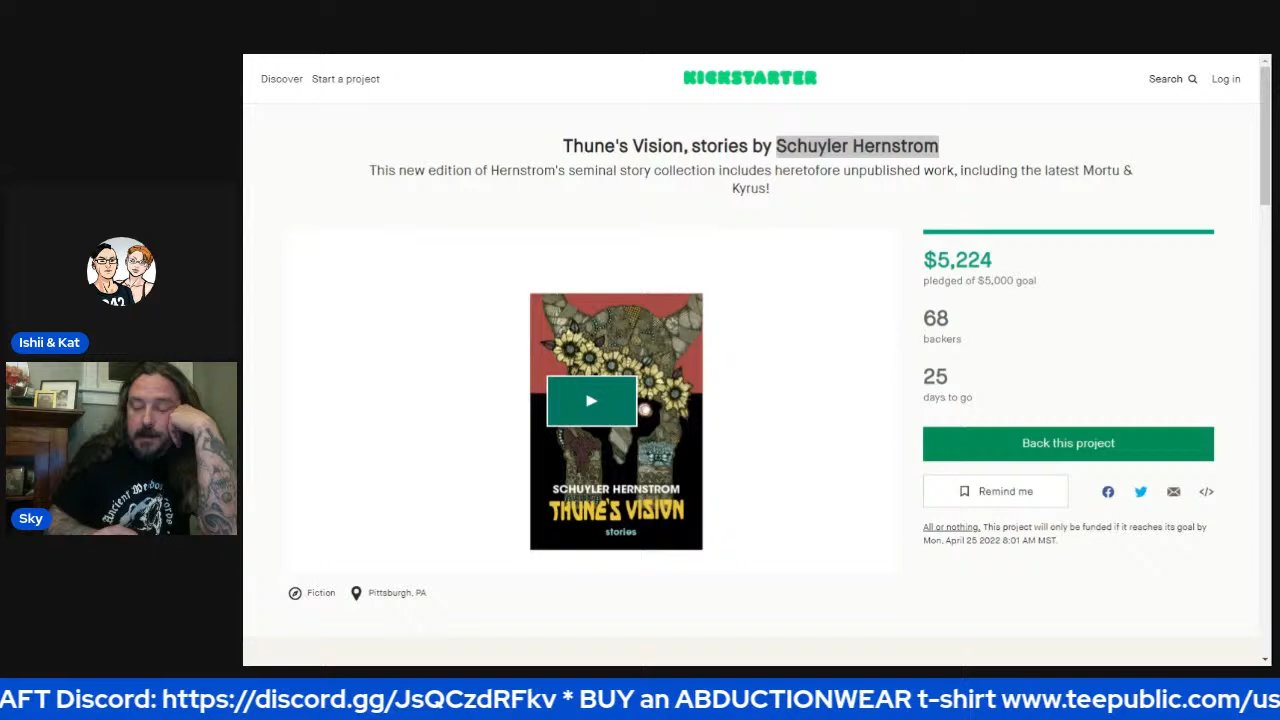 Discover Start a project
KICKSTARTER
Search Log in
Thune's Vision, stories by Schuyler Hernstrom
This new edition of Hernstrom's seminal story collection includes heretofore unpublished work, including the latest Mortu &
Kyrus!
$5,224
pledged of $5,000 goal
68
backers
25
days to go
Back this project
Remind me
All or nothing. This project will only be funded if it reaches its goal by
Mon, April 25 2022 8:01 AM MST.
SCHUYLER HERNSTROM
THUNE'S VISION
stories
Fiction Pittsburgh, PA
Ishii & Kat
Ancient
Sky
AFT Discord: https://discord.gg/JsQCzdRFkv * BUY an ABDUCTIONWEAR t-shirt www.teepublic.com/us